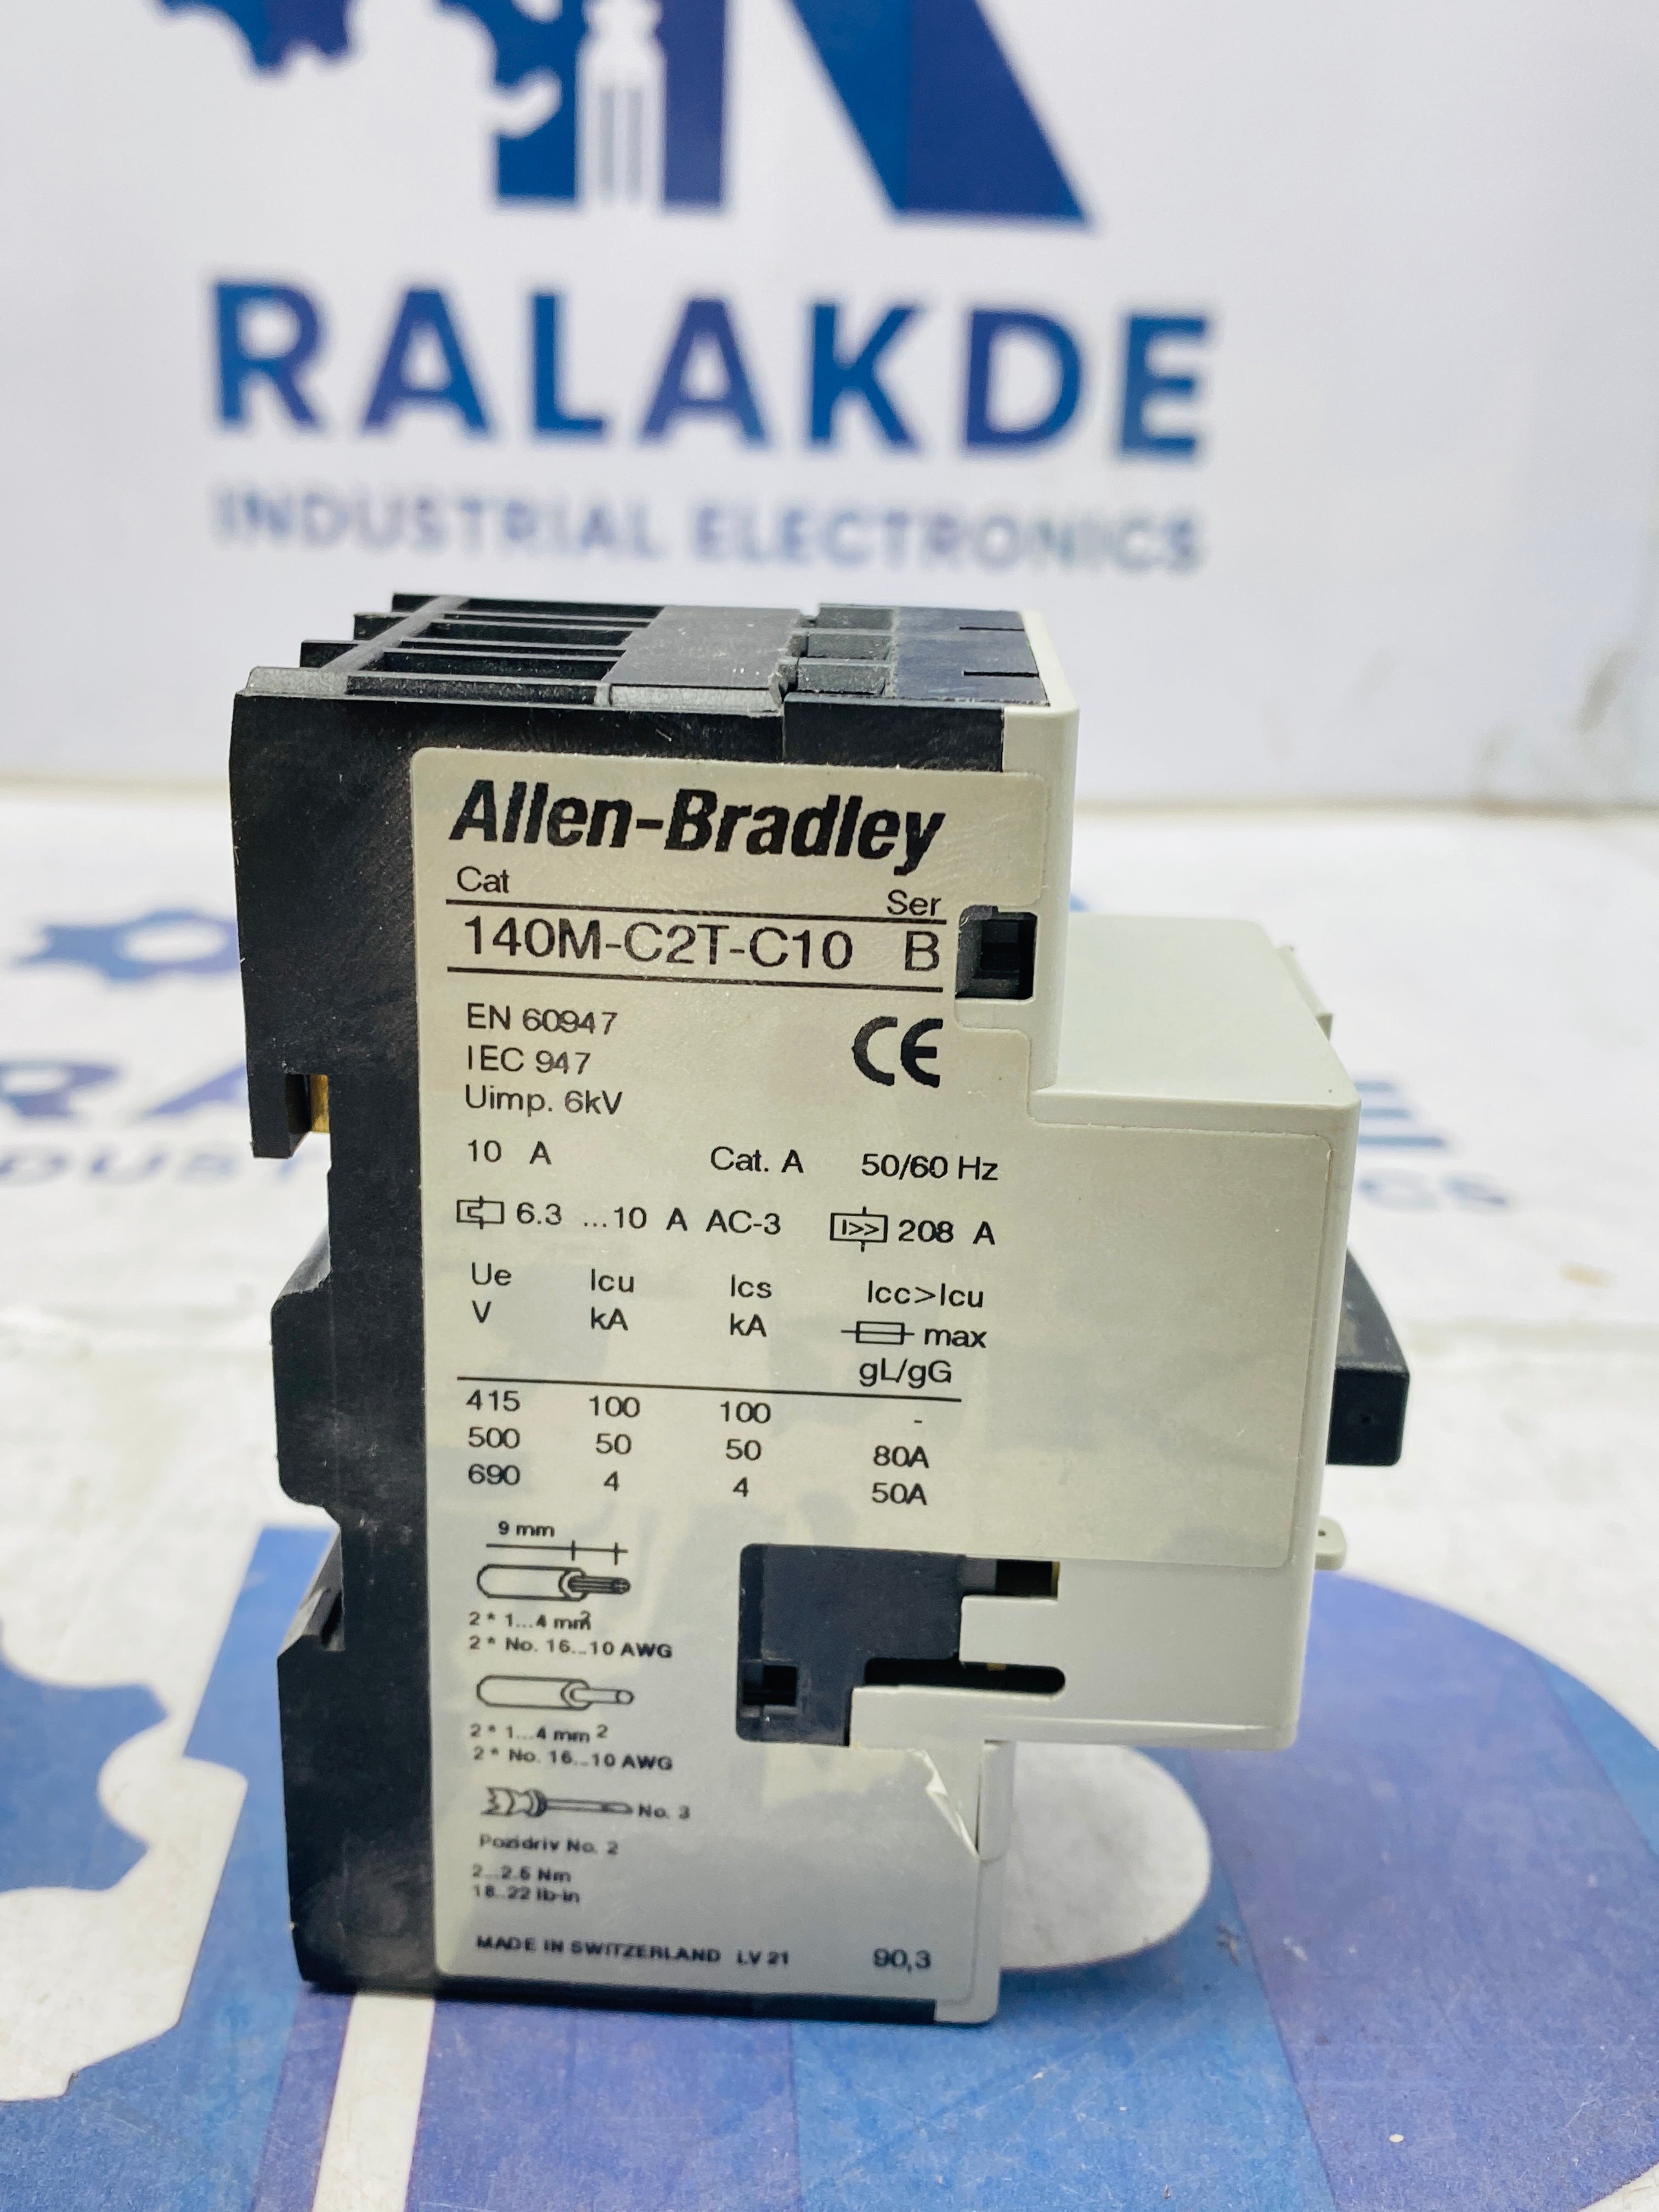 RALAKDE
INDUSTRIAL ELECTRONICS
Allen-Bradley
Cat Ser
140M-C2T-C10 B
EN 60947
IEC 947
Uimp. 6kV
CE
10 A Cat. A 50/60 Hz
6.3 ...10 A AC-3 I>> 208 A
Ue Icu Ics Icc>Icu
V kA kA max
gL/gG
415 100 100 -
500 50 50 80A
690 4 4 50A
9 mm
2 * 1...4 mm2
2 * No. 16...10 AWG
2 * 1...4 mm 2
2 * No. 16...10 AWG
No. 3
Pozidriv No. 2
2...2.5 Nm
18..22 lb-in
MADE IN SWITZERLAND LV 21 90,3